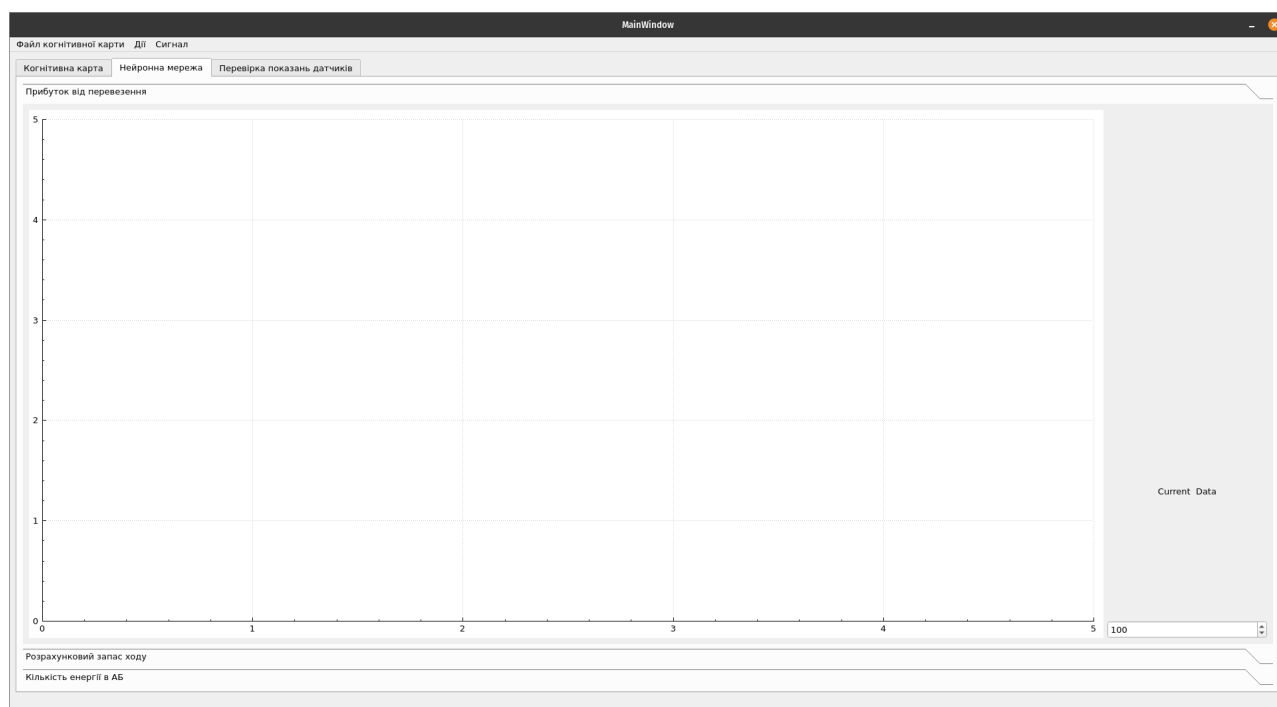 MainWindow
Файл когнітивної карти Дії Сигнал
Когнітивна карта Нейронна мережа Перевірка показань датчиків
Прибуток від перевезення
5
4
3
2
Current Data
1
0
0 1 2 3 4 5
100
Розрахунковий запас ходу
Кількість енергії в АБ